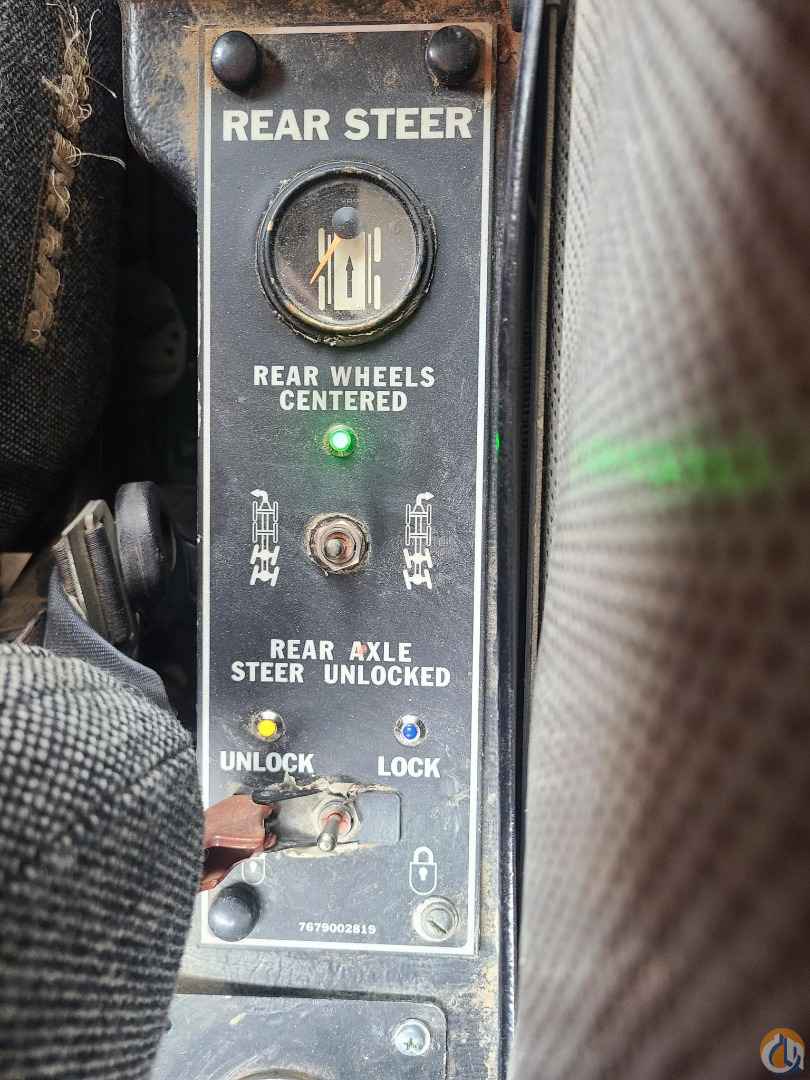 REAR STEER
REAR WHEELS
CENTERED
REAR AXLE
STEER UNLOCKED
UNLOCK LOCK
7679002819